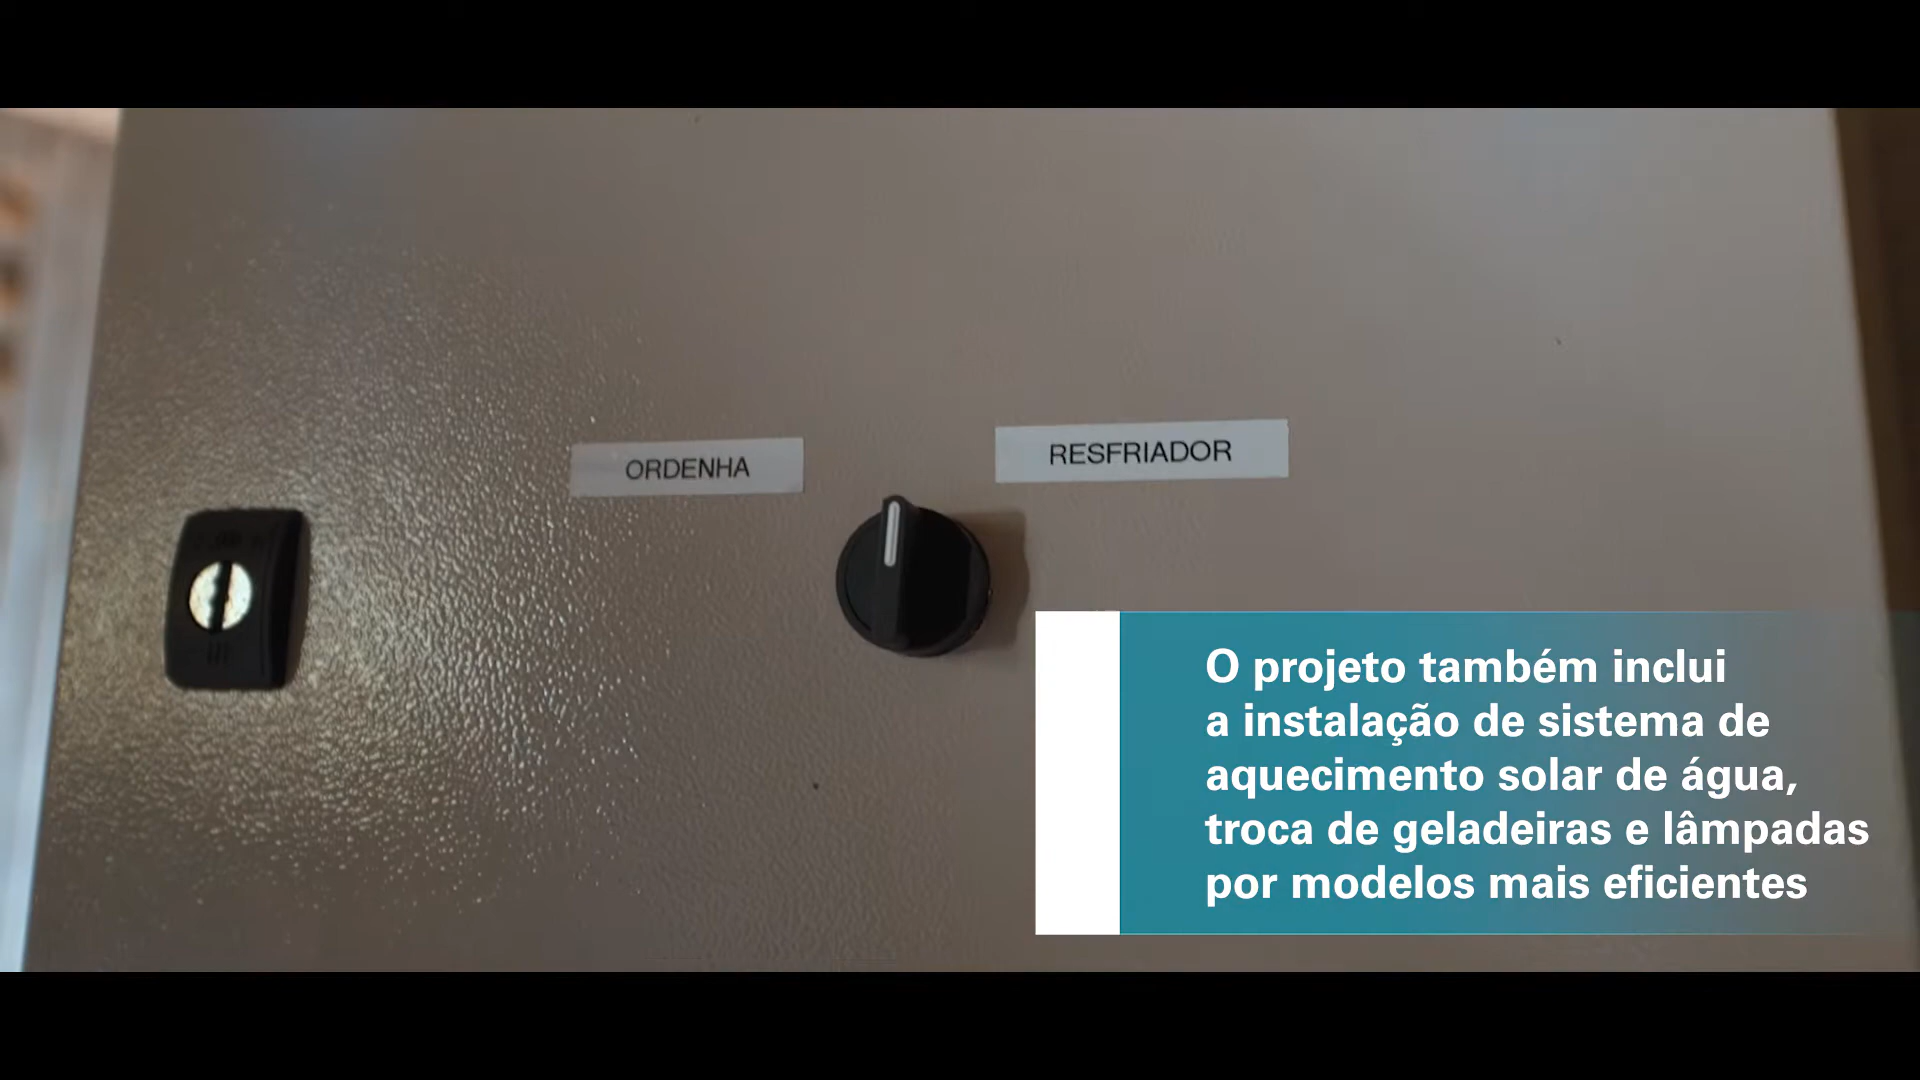 ORDENHA
RESFRIADOR
O projeto também inclui
a instalação de sistema de
aquecimento solar de água,
troca de geladeiras e lâmpadas
por modelos mais eficientes